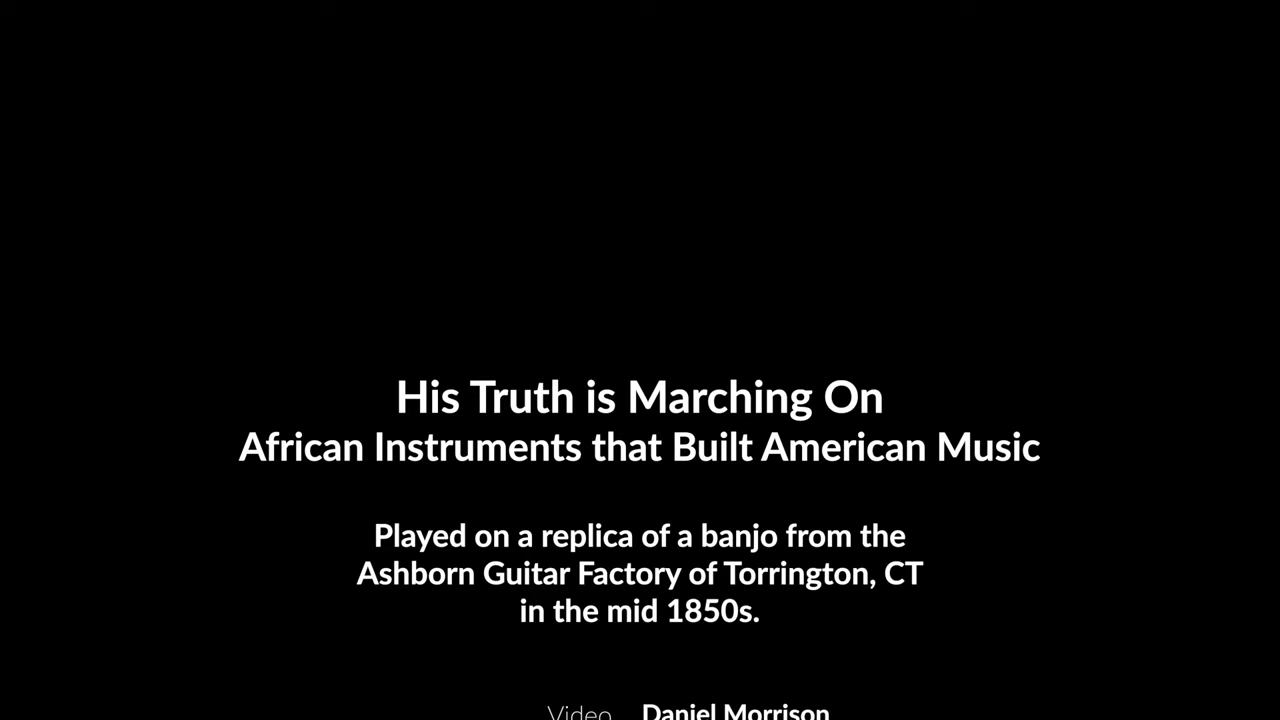 His Truth is Marching On
African Instruments that Built American Music
Played on a replica of a banjo from the
Ashborn Guitar Factory of Torrington, CT
in the mid 1850s.
Video Daniel Morrison